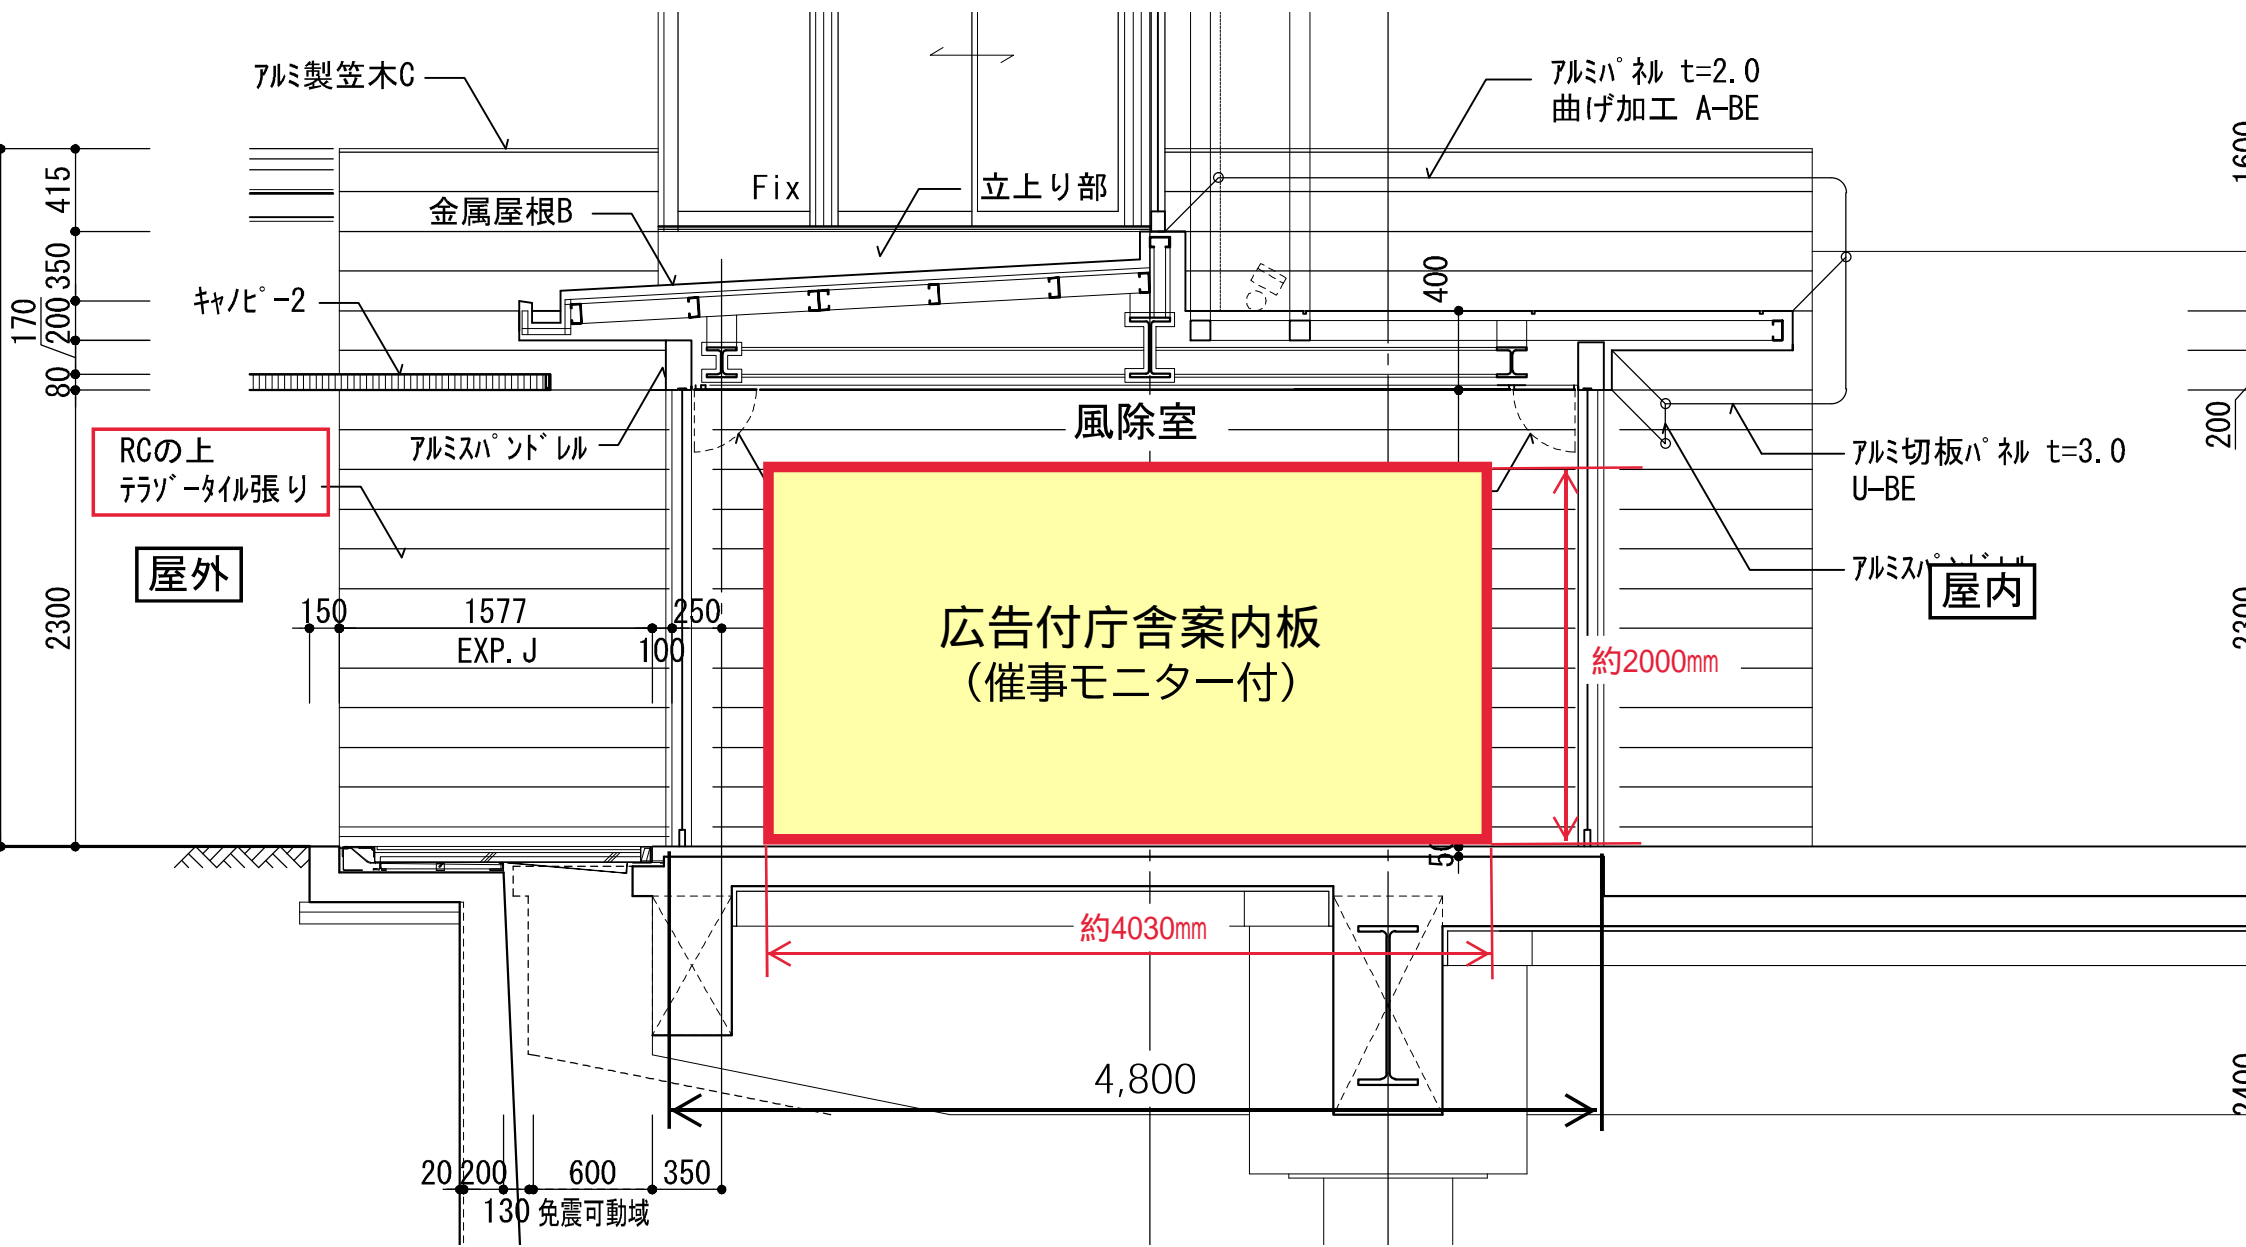 アルミ製笠木C
アルミパネル t=2.0
曲げ加工 A-BE
1600
415
Fix
立上り部
金属屋根B
350
400
キャノピー2
170
200
80
風除室
200
RCの上
テラゾータイル張り
アルミスパンドレル
アルミ切板パネル t=3.0
U-BE
屋外
屋内
2300
150
1577
250
EXP.J
100
広告付庁舎案内板
(催事モニター付)
約2000mm
2300
約4030mm
4,800
2400
20
200
600
350
130
免震可動域